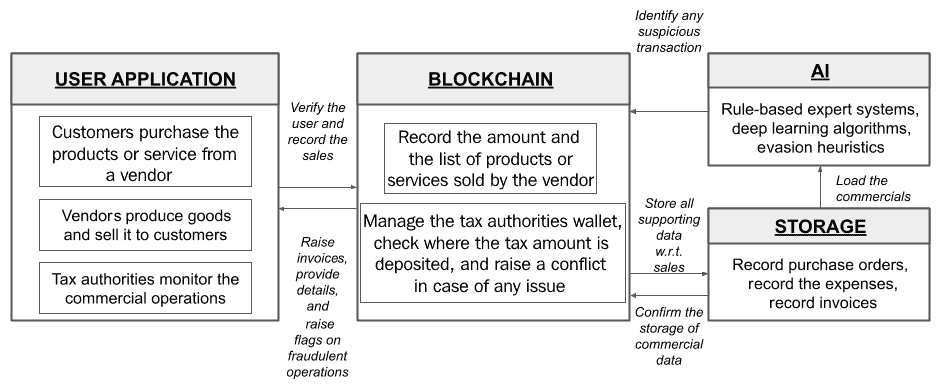 USER APPLICATION
Customers purchase the
products or service from
a vendor
Vendors produce goods
and sell it to customers
Tax authorities monitor the
commercial operations
Verify the
user and
record the
sales
Raise
invoices,
provide
details,
and
raise
flags on
fraudulent
operations
BLOCKCHAIN
Record the amount and
the list of products or
services sold by the vendor
Manage the tax authorities wallet,
check where the tax amount is
deposited, and raise a conflict
in case of any issue
Identify any
suspicious
transaction
Store all
supporting
data
w.r.t.
sales
Confirm the
storage of
commercial
data
AI
Rule-based expert systems,
deep learning algorithms,
evasion heuristics
Load the
commercials
STORAGE
Record purchase orders,
record the expenses,
record invoices